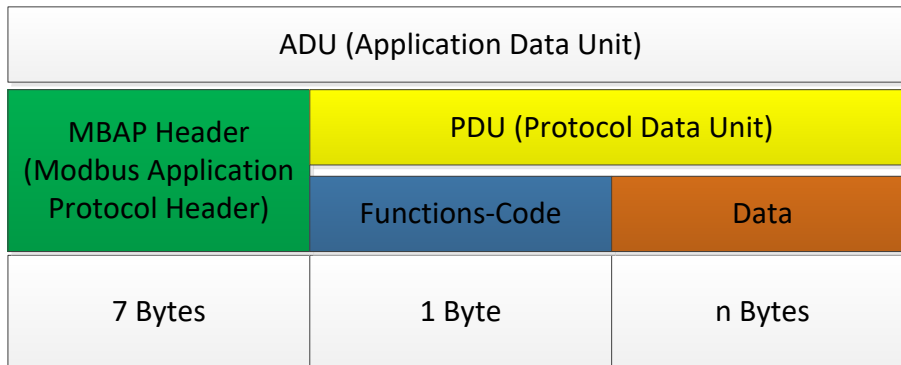 ADU (Application Data Unit)
MBAP Header
(Modbus Application
Protocol Header)
PDU (Protocol Data Unit)
Functions-Code
Data
7 Bytes
1 Byte
n Bytes